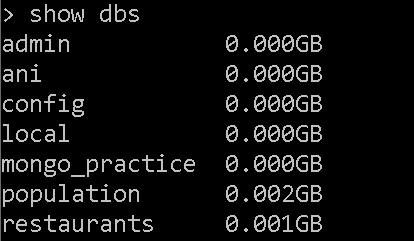 > show dbs
admin           0.000GB
ani             0.000GB
config          0.000GB
local           0.000GB
mongo_practice  0.000GB
population      0.002GB
restaurants     0.001GB